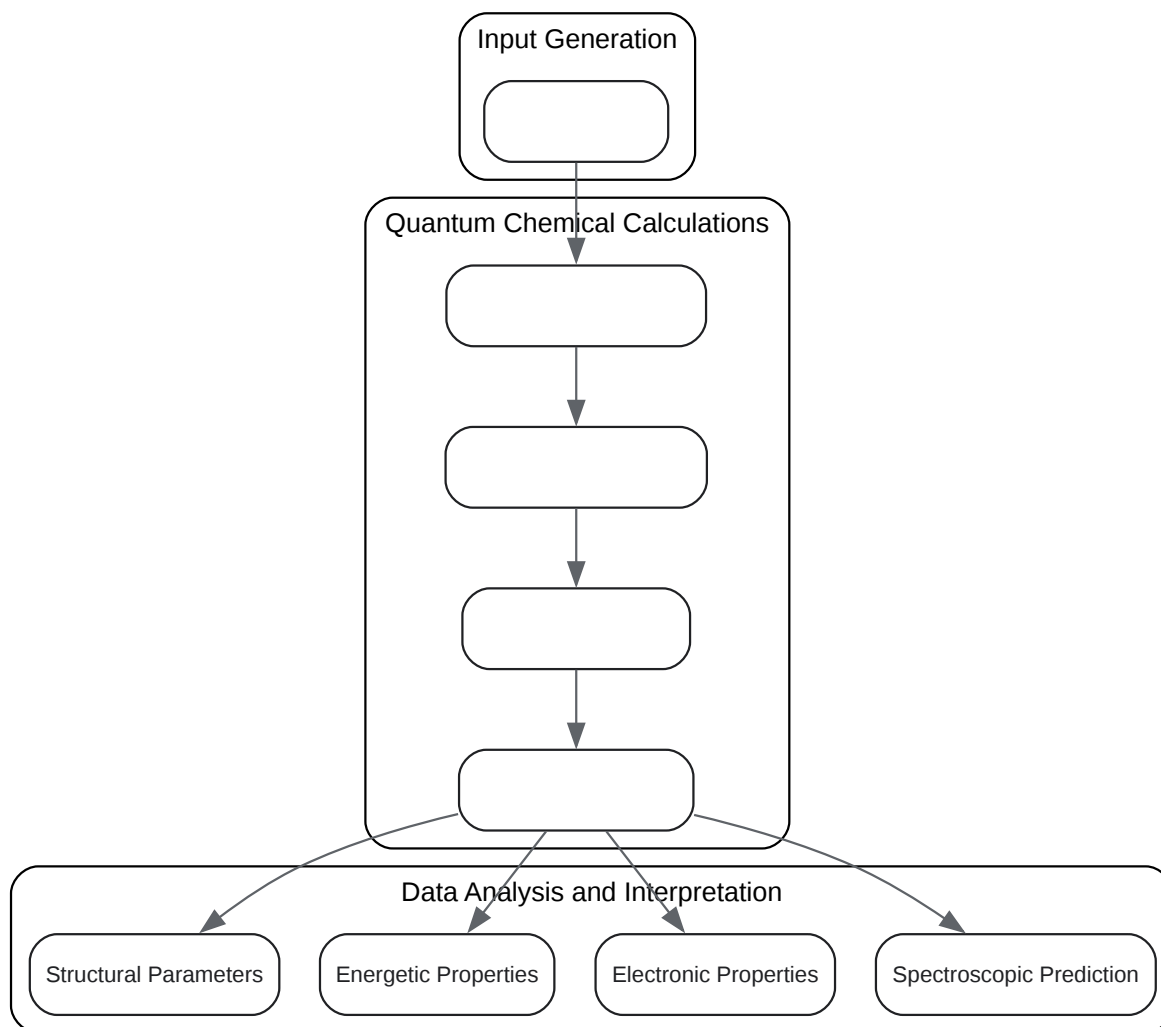 Input Generation
Quantum Chemical Calculations
Data Analysis and Interpretation
Structural Parameters
Energetic Properties
Electronic Properties
Spectroscopic Prediction